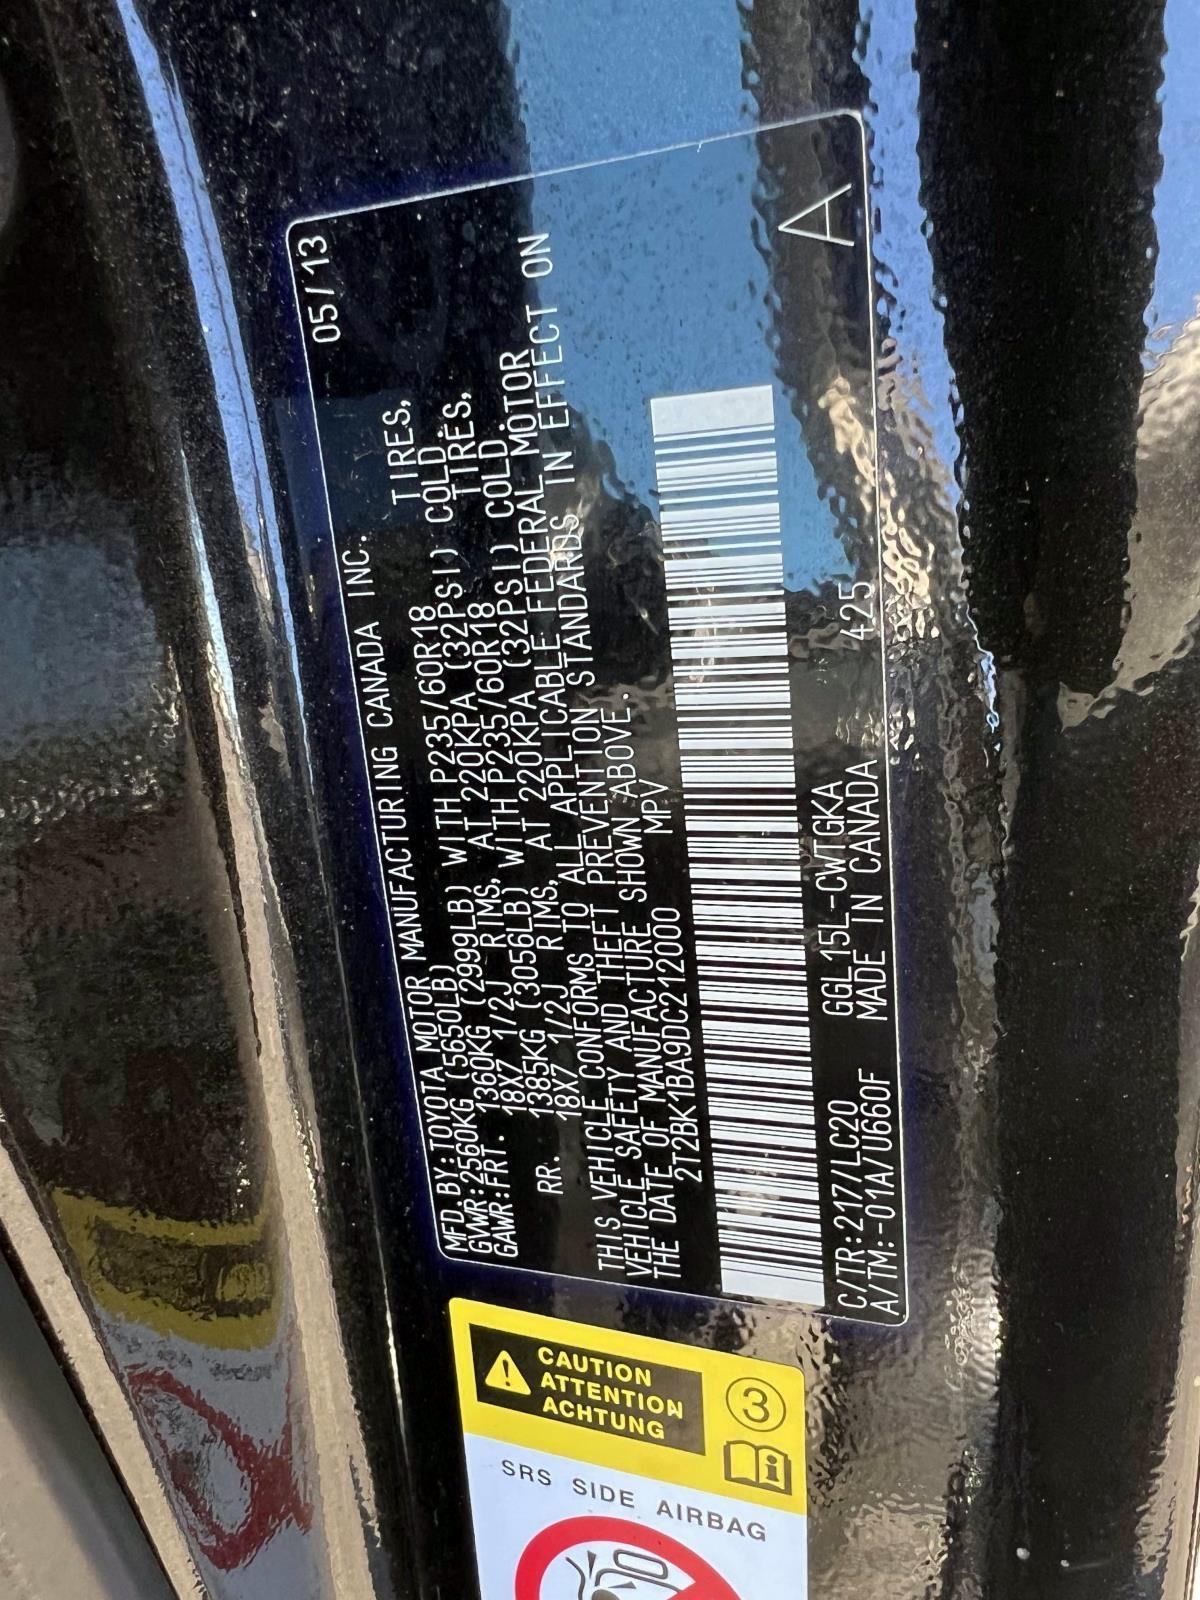 05/13
MFD BY:TOYOTA MOTOR MANUFACTURING CANADA INC.
GVWR:2560KG (5650LB)
GAWR:FRT. 1360KG (2999LB) WITH P235/60R18 TIRES,
18X7 1/2J RIMS, AT 220KPA (32PSI) COLD.
RR. 1385KG (3056LB) WITH P235/60R18 TIRES,
18X7 1/2J RIMS, AT 220KPA (32PSI) COLD.
THIS VEHICLE CONFORMS TO ALL APPLICABLE FEDERAL MOTOR
VEHICLE SAFETY AND THEFT PREVENTION STANDARDS IN EFFECT ON
THE DATE OF MANUFACTURE SHOWN ABOVE.
2T2BK1BA9DC212000 MPV
A
C/TR:217/LC20 GGL15L-CWTGKA 425
A/TM:-01A/U660F MADE IN CANADA
CAUTION
ATTENTION
ACHTUNG
3
SRS SIDE AIRBAG